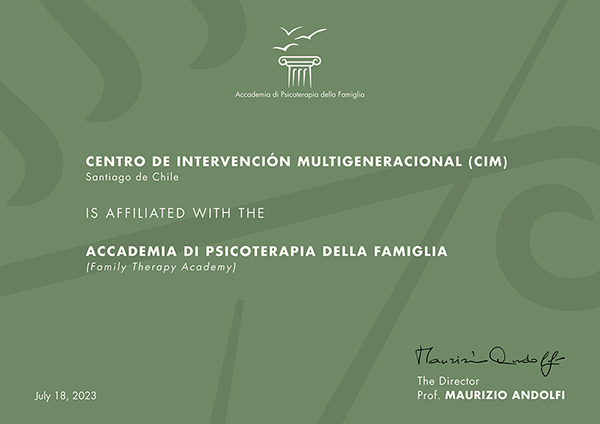 Accademia di Psicoterapia della Famiglia
CENTRO DE INTERVENCIÓN MULTIGENERACIONAL (CIM)
Santiago de Chile
IS AFFILIATED WITH THE
ACCADEMIA DI PSICOTERAPIA DELLA FAMIGLIA
(Family Therapy Academy)
Maurizio Andolfi
The Director
July 18, 2023
Prof. MAURIZIO ANDOLFI